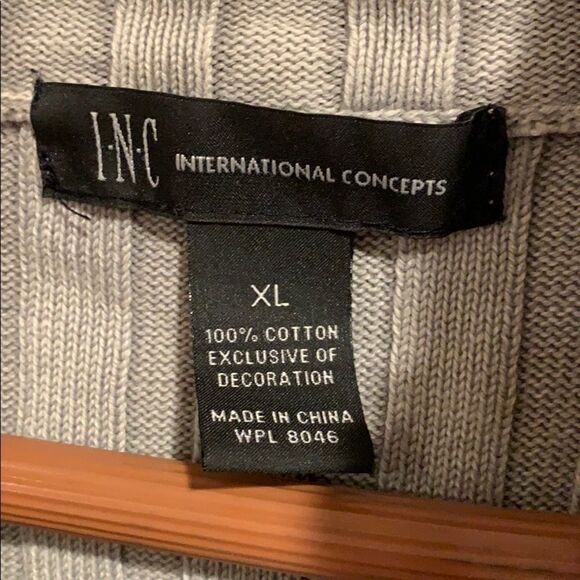 I·N·C INTERNATIONAL CONCEPTS
XL
100% COTTON
EXCLUSIVE OF
DECORATION
MADE IN CHINA
WPL 8046